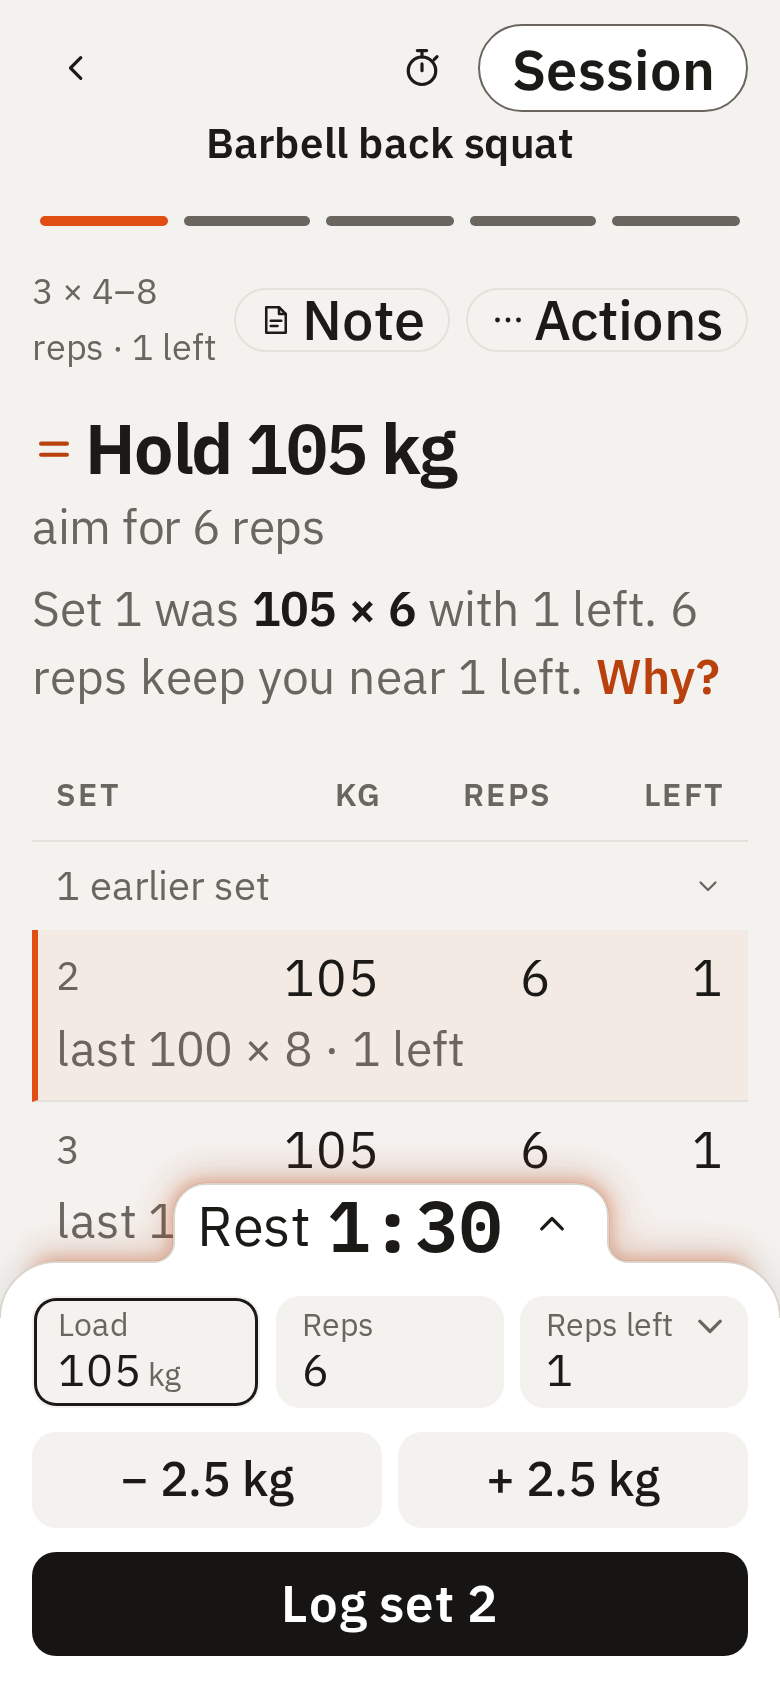 Session
Barbell back squat
3 × 4–8
reps · 1 left
Note
··· Actions
= Hold 105 kg
aim for 6 reps
Set 1 was 105 × 6 with 1 left. 6
reps keep you near 1 left. Why?
SET KG REPS LEFT
1 earlier set
2 105 6 1
last 100 × 8 · 1 left
3 105 6 1
last 1
Rest 1:30
Load Reps Reps left
105 kg 6 1
− 2.5 kg + 2.5 kg
Log set 2